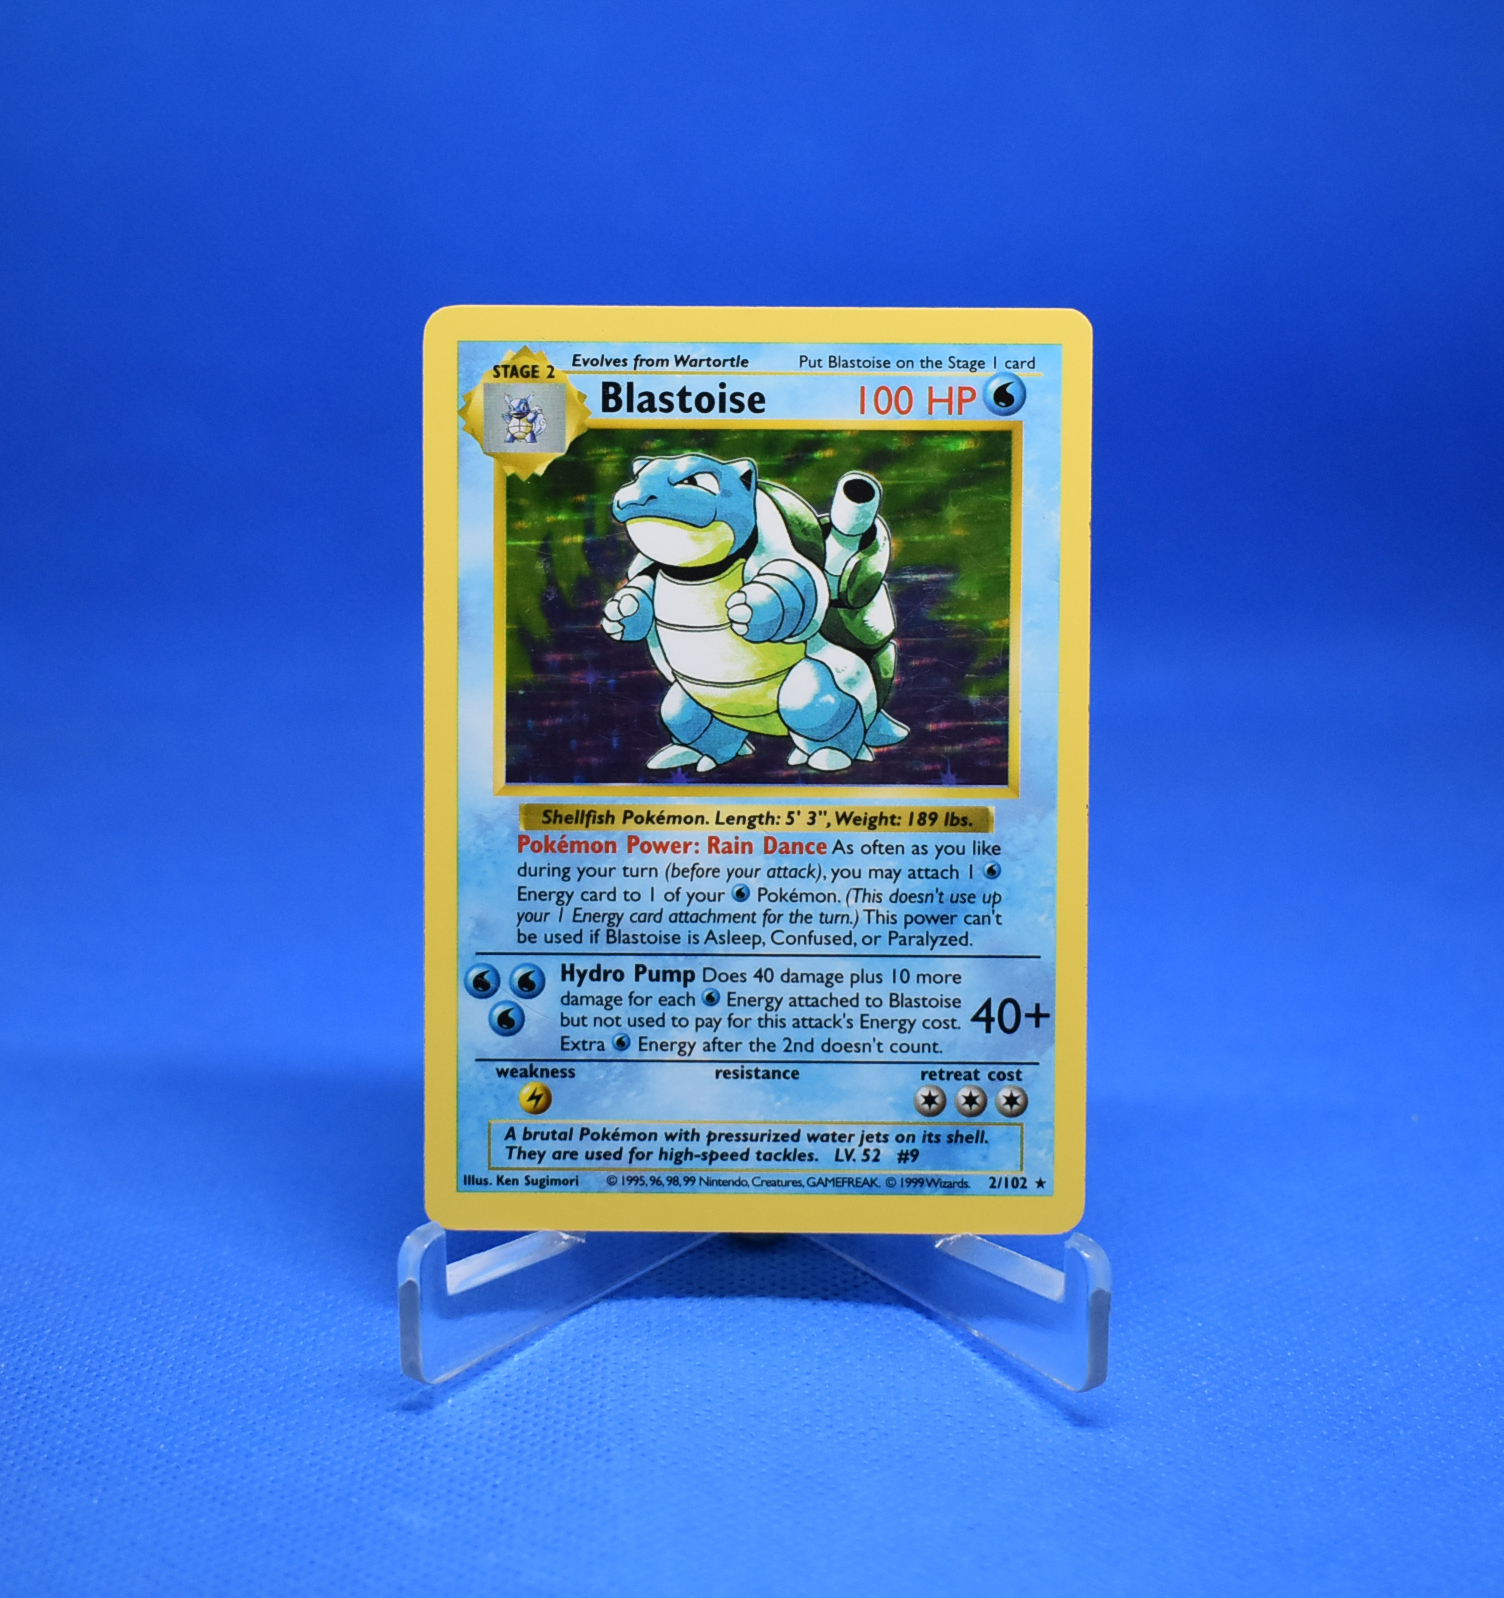 Evolves from Wartortle Put Blastoise on the Stage 1 card
STAGE 2
Blastoise 100 HP
Shellfish Pokémon. Length: 5' 3", Weight: 189 lbs.
Pokémon Power: Rain Dance As often as you like
during your turn (before your attack), you may attach 1
Energy card to 1 of your Pokémon. (This doesn't use up
your 1 Energy card attachment for the turn.) This power can't
be used if Blastoise is Asleep, Confused, or Paralyzed.
Hydro Pump Does 40 damage plus 10 more
damage for each Energy attached to Blastoise
but not used to pay for this attack's Energy cost.
Extra Energy after the 2nd doesn't count.
40+
weakness resistance retreat cost
A brutal Pokémon with pressurized water jets on its shell.
They are used for high-speed tackles. LV. 52 #9
Illus. Ken Sugimori © 1995, 96, 98, 99 Nintendo, Creatures, GAMEFREAK. © 1999 Wizards. 2/102 ★